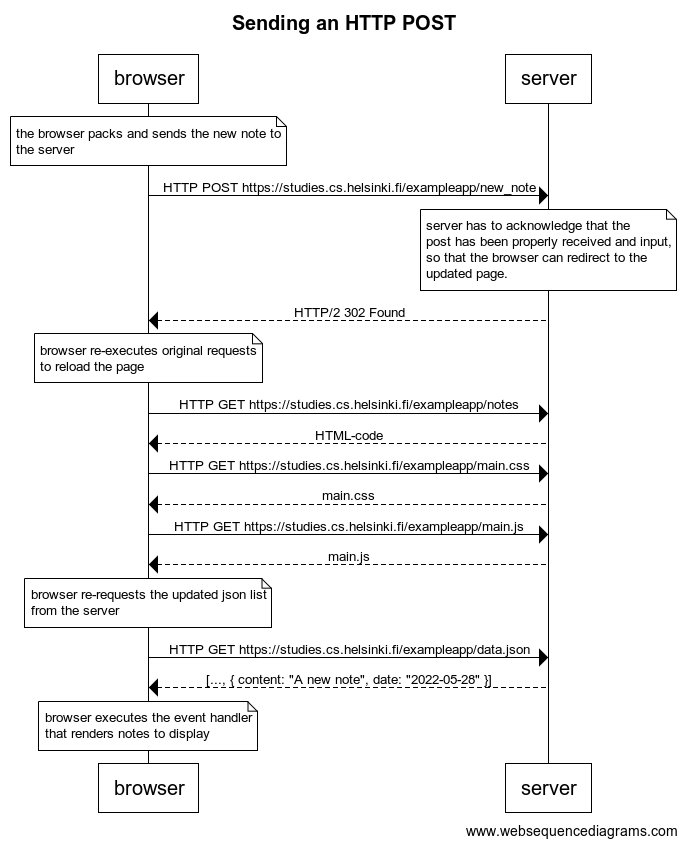 Sending an HTTP POST
browser
server
the browser packs and sends the new note to
the server
HTTP POST https://studies.cs.helsinki.fi/exampleapp/new_note
server has to acknowledge that the
post has been properly received and input,
so that the browser can redirect to the
updated page.
HTTP/2 302 Found
browser re-executes original requests
to reload the page
HTTP GET https://studies.cs.helsinki.fi/exampleapp/notes
HTML-code
HTTP GET https://studies.cs.helsinki.fi/exampleapp/main.css
main.css
HTTP GET https://studies.cs.helsinki.fi/exampleapp/main.js
main.js
browser re-requests the updated json list
from the server
HTTP GET https://studies.cs.helsinki.fi/exampleapp/data.json
[..., { content: "A new note", date: "2022-05-28" }]
browser executes the event handler
that renders notes to display
browser
server
www.websequencediagrams.com